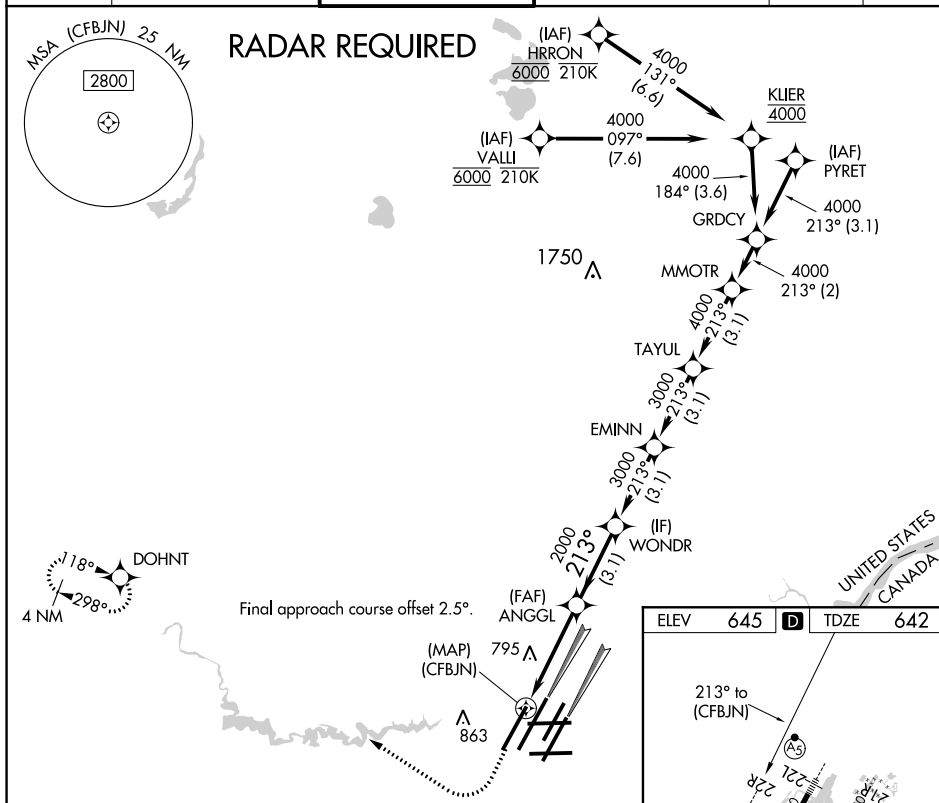 MSA (CFBJN) 25 NM
2800
RADAR REQUIRED
(IAF)
HRRON
6000 210K
4000
131°
(6.6)
KLIER
4000
(IAF)
VALLI
6000 210K
4000
097°
(7.6)
(IAF)
PYRET
4000
184° (3.6)
4000
213° (3.1)
GRDCY
1750
MMOTR
4000
213° (2)
4000
213°
(3.1)
TAYUL
3000
213°
(3.1)
EMINN
3000
213°
(3.1)
(IF)
WONDR
2000
213°
(3.1)
UNITED STATES
CANADA
118°
DOHNT
298°
4 NM
Final approach course offset 2.5°.
(FAF)
ANGGL
(MAP)
(CFBJN)
795
863
ELEV 645 D TDZE 642
213° to
(CFBJN)
A5
22R
22L